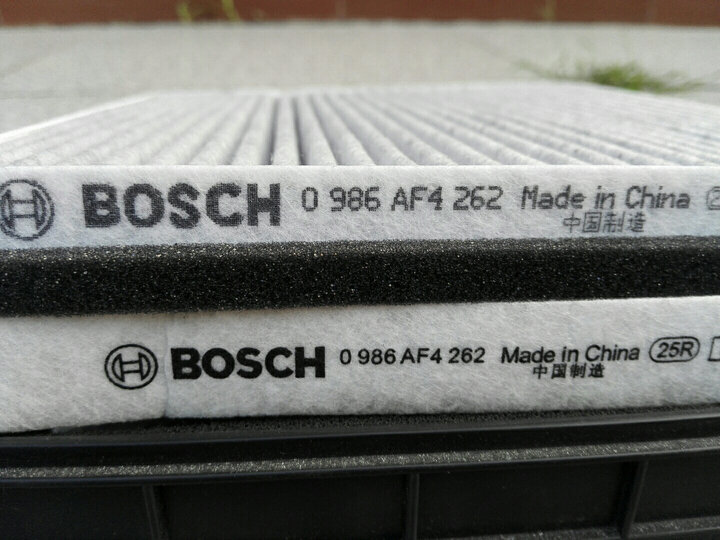 BOSCH 0 986 AF4 262 Made in China
中国制造
BOSCH 0 986 AF4 262 Made in China 25R
中国制造